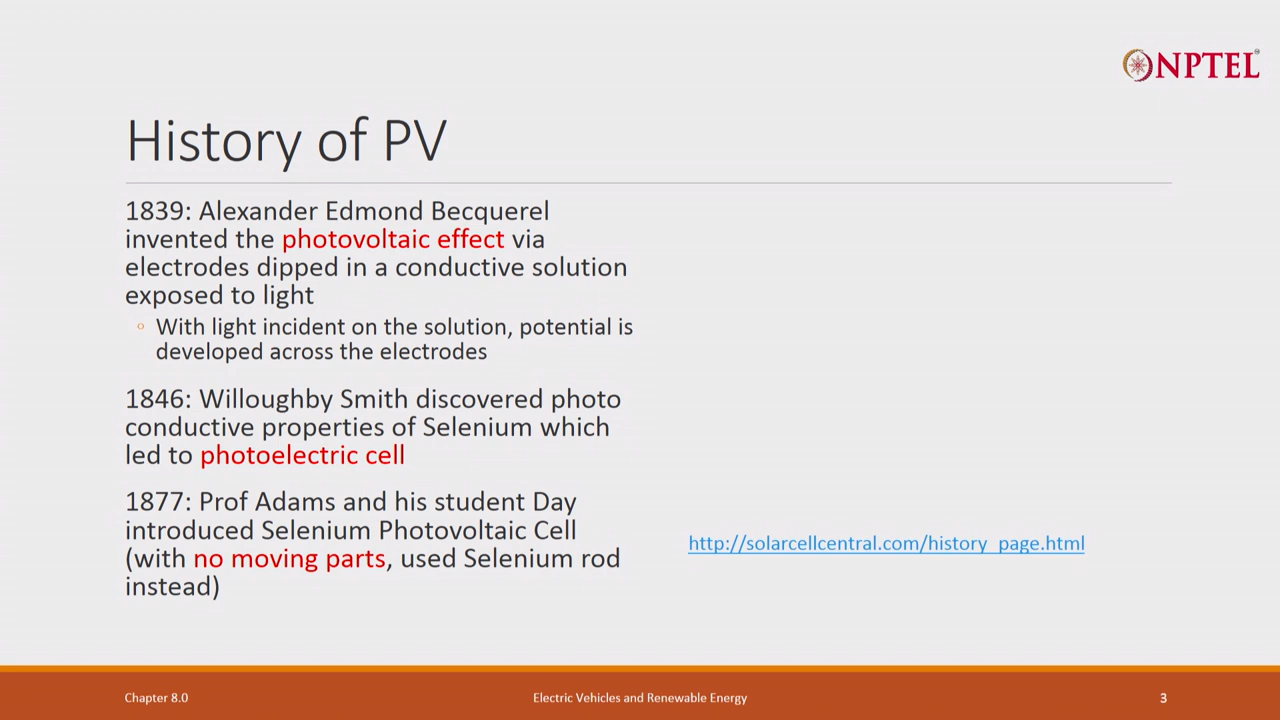 NPTEL
History of PV
1839: Alexander Edmond Becquerel
invented the photovoltaic effect via
electrodes dipped in a conductive solution
exposed to light
◦ With light incident on the solution, potential is
developed across the electrodes
1846: Willoughby Smith discovered photo
conductive properties of Selenium which
led to photoelectric cell
1877: Prof Adams and his student Day
introduced Selenium Photovoltaic Cell
(with no moving parts, used Selenium rod
instead)
http://solarcellcentral.com/history_page.html
Chapter 8.0
Electric Vehicles and Renewable Energy
3